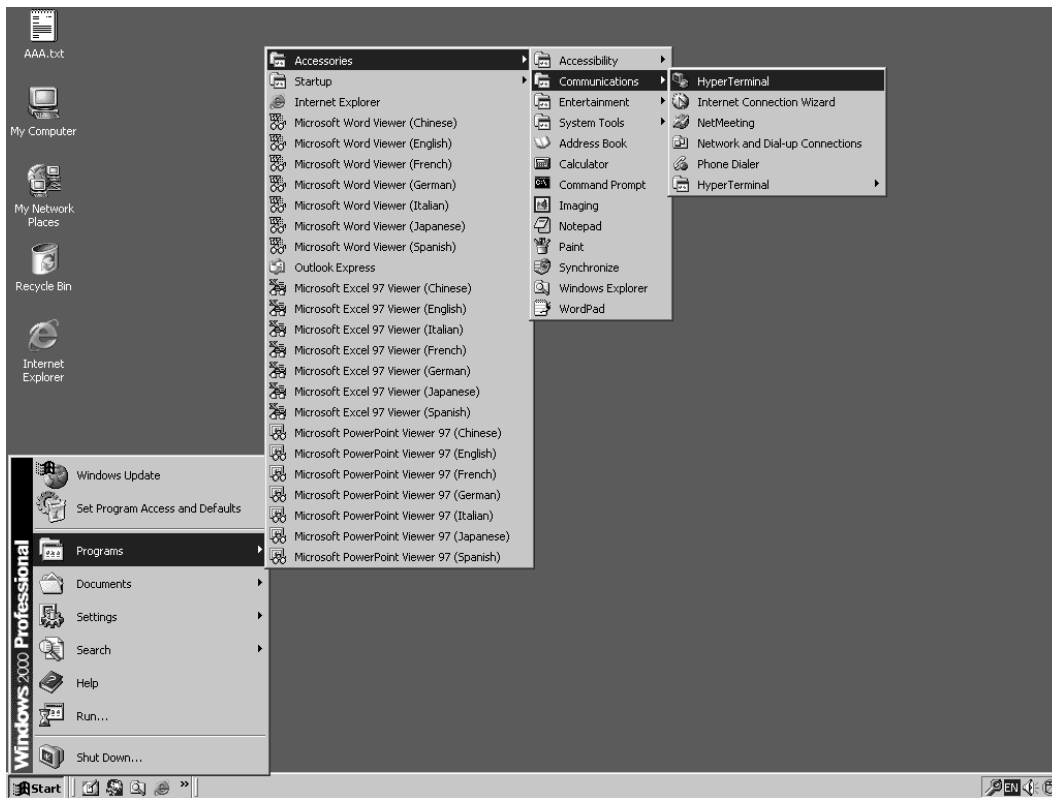 AAA.txt
My Computer
My Network
Places
Recycle Bin
Internet
Explorer
Windows 2000 Professional
Windows Update
Set Program Access and Defaults
Programs
Documents
Settings
Search
Help
Run...
Shut Down...
Accessories
Startup
Internet Explorer
Microsoft Word Viewer (Chinese)
Microsoft Word Viewer (English)
Microsoft Word Viewer (French)
Microsoft Word Viewer (German)
Microsoft Word Viewer (Italian)
Microsoft Word Viewer (Japanese)
Microsoft Word Viewer (Spanish)
Outlook Express
Microsoft Excel 97 Viewer (Chinese)
Microsoft Excel 97 Viewer (English)
Microsoft Excel 97 Viewer (Italian)
Microsoft Excel 97 Viewer (French)
Microsoft Excel 97 Viewer (German)
Microsoft Excel 97 Viewer (Japanese)
Microsoft Excel 97 Viewer (Spanish)
Microsoft PowerPoint Viewer 97 (Chinese)
Microsoft PowerPoint Viewer 97 (English)
Microsoft PowerPoint Viewer 97 (French)
Microsoft PowerPoint Viewer 97 (German)
Microsoft PowerPoint Viewer 97 (Italian)
Microsoft PowerPoint Viewer 97 (Japanese)
Microsoft PowerPoint Viewer 97 (Spanish)
Accessibility
Communications
Entertainment
System Tools
Address Book
Calculator
Command Prompt
Imaging
Notepad
Paint
Synchronize
Windows Explorer
WordPad
HyperTerminal
Internet Connection Wizard
NetMeeting
Network and Dial-up Connections
Phone Dialer
HyperTerminal
Start
»
EN